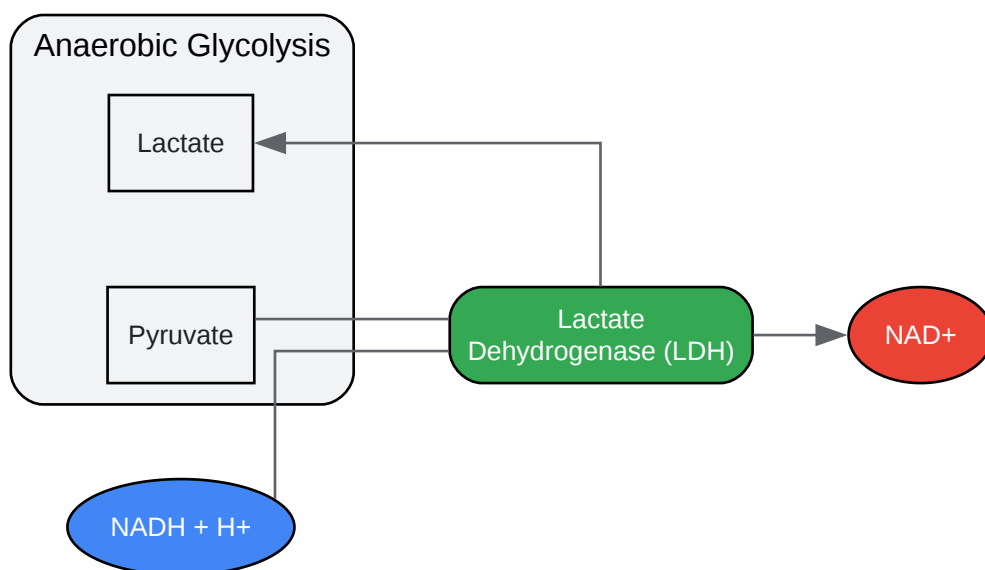 Anaerobic Glycolysis
Lactate
Pyruvate
Lactate
Dehydrogenase (LDH)
NAD+
NADH + H+